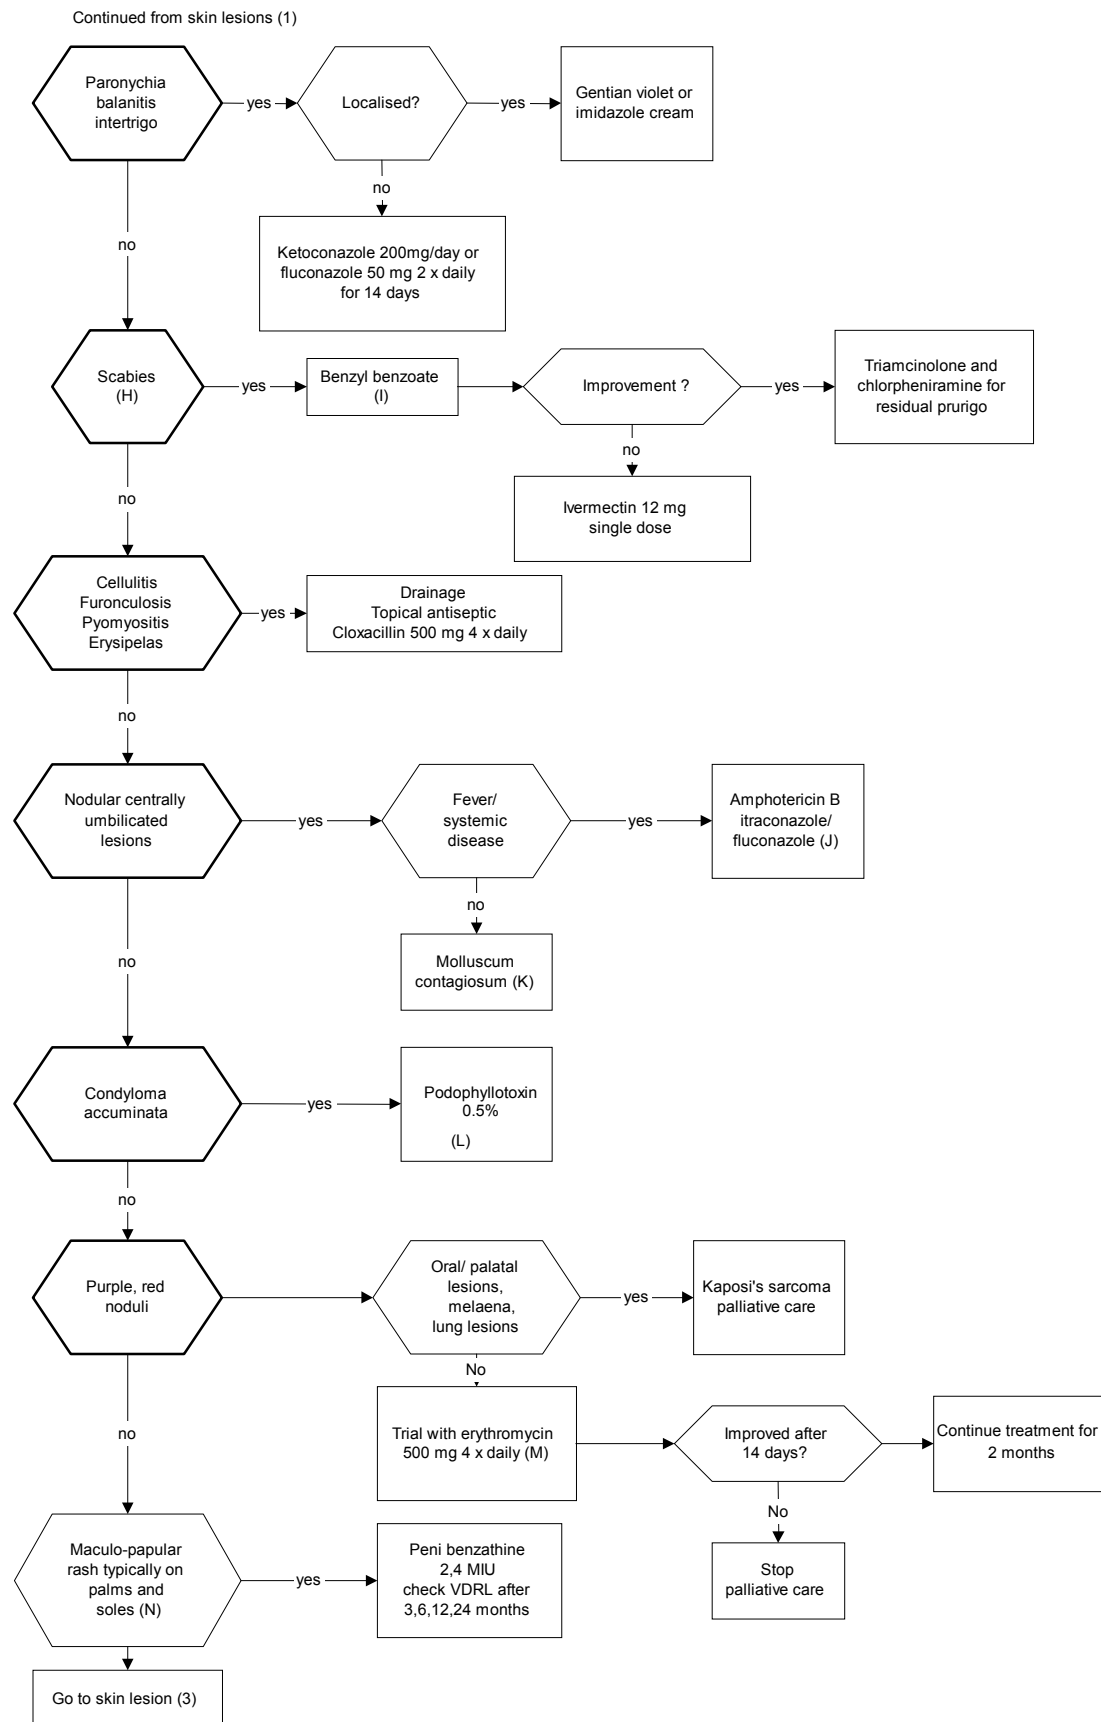 Continued from skin lesions (1)
Paronychia
balanitis
intertrigo
yes
Localised?
yes
Gentian violet or
imidazole cream
no
Ketoconazole 200mg/day or
fluconazole 50 mg 2 x daily
for 14 days
no
Scabies
(H)
yes
Benzyl benzoate
(I)
Improvement ?
yes
Triamcinolone and
chlorpheniramine for
residual prurigo
no
Ivermectin 12 mg
single dose
no
Cellulitis
Furonculosis
Pyomyositis
Erysipelas
yes
Drainage
Topical antiseptic
Cloxacillin 500 mg 4 x daily
no
Nodular centrally
umbilicated
lesions
yes
Fever/
systemic
disease
yes
Amphotericin B
itraconazole/
fluconazole (J)
no
Molluscum
contagiosum (K)
no
Condyloma
accuminata
yes
Podophyllotoxin
0.5%
(L)
no
Purple, red
noduli
Oral/ palatal
lesions,
melaena,
lung lesions
yes
Kaposi's sarcoma
palliative care
No
Trial with erythromycin
500 mg 4 x daily (M)
Improved after
14 days?
Continue treatment for
2 months
No
Stop
palliative care
no
Maculo-papular
rash typically on
palms and
soles (N)
yes
Peni benzathine
2,4 MIU
check VDRL after
3,6,12,24 months
Go to skin lesion (3)